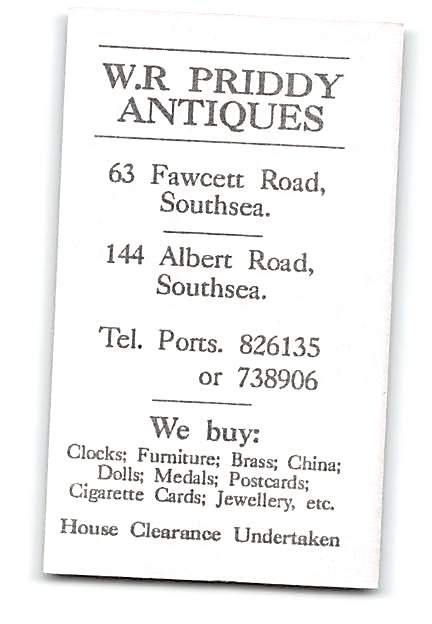 W.R PRIDDY
ANTIQUES
63 Fawcett Road,
Southsea.
144 Albert Road,
Southsea.
Tel. Ports. 826135
or 738906
We buy:
Clocks; Furniture; Brass; China;
Dolls; Medals; Postcards;
Cigarette Cards; Jewellery, etc.
House Clearance Undertaken